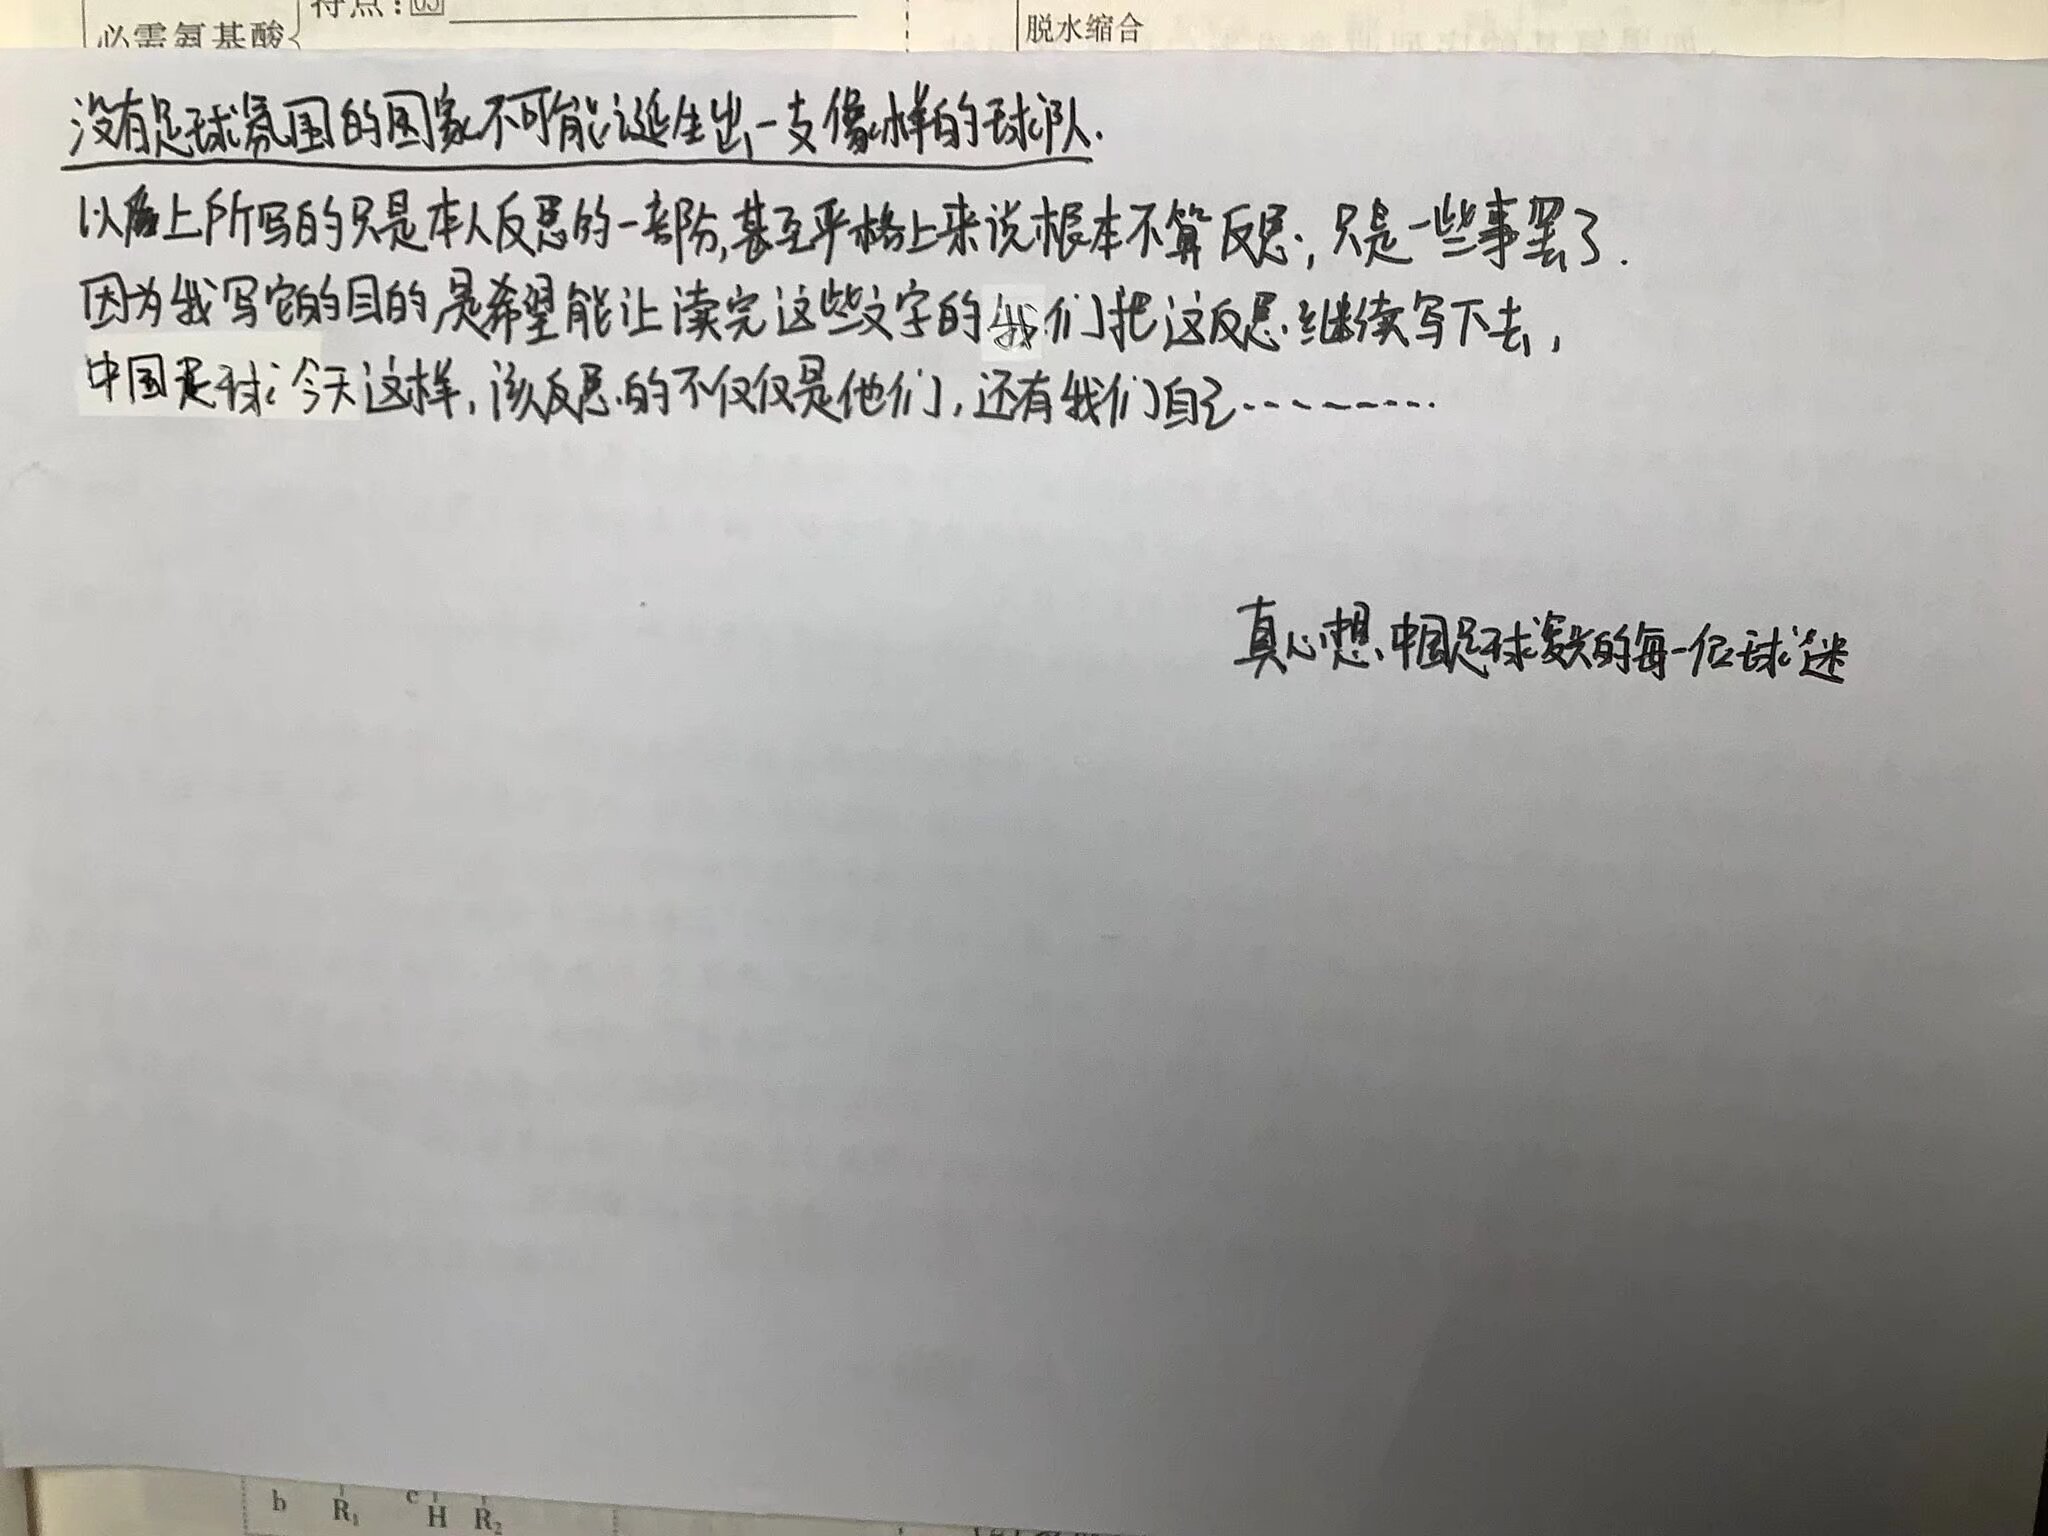 特点：03
必需氨基酸
脱水缩合
没有足球氛围的国家不可能诞生出一支像样的球队.
以上所写的只是本人反思的一部份,甚至严格上来说根本不算反思，只是一些事罢了.
因为我写它的目的是希望能让读完这些文字的我们把这反思继续写下去，
中国足球今天这样，该反思的不仅仅是他们，还有我们自己………
真心想中国足球变好的每一位球迷
b R₁ c H R₂